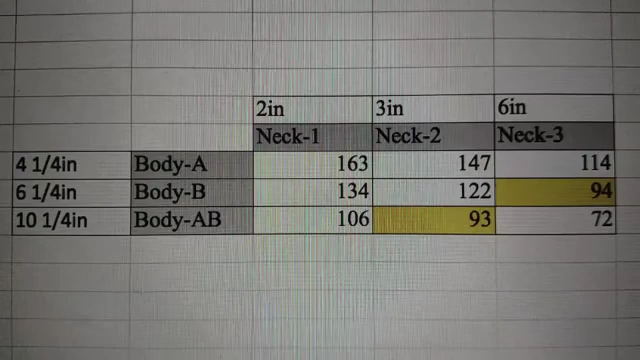 2in 3in 6in
Neck-1 Neck-2 Neck-3
4 1/4in Body-A 163 147 114
6 1/4in Body-B 134 122 94
10 1/4in Body-AB 106 93 72